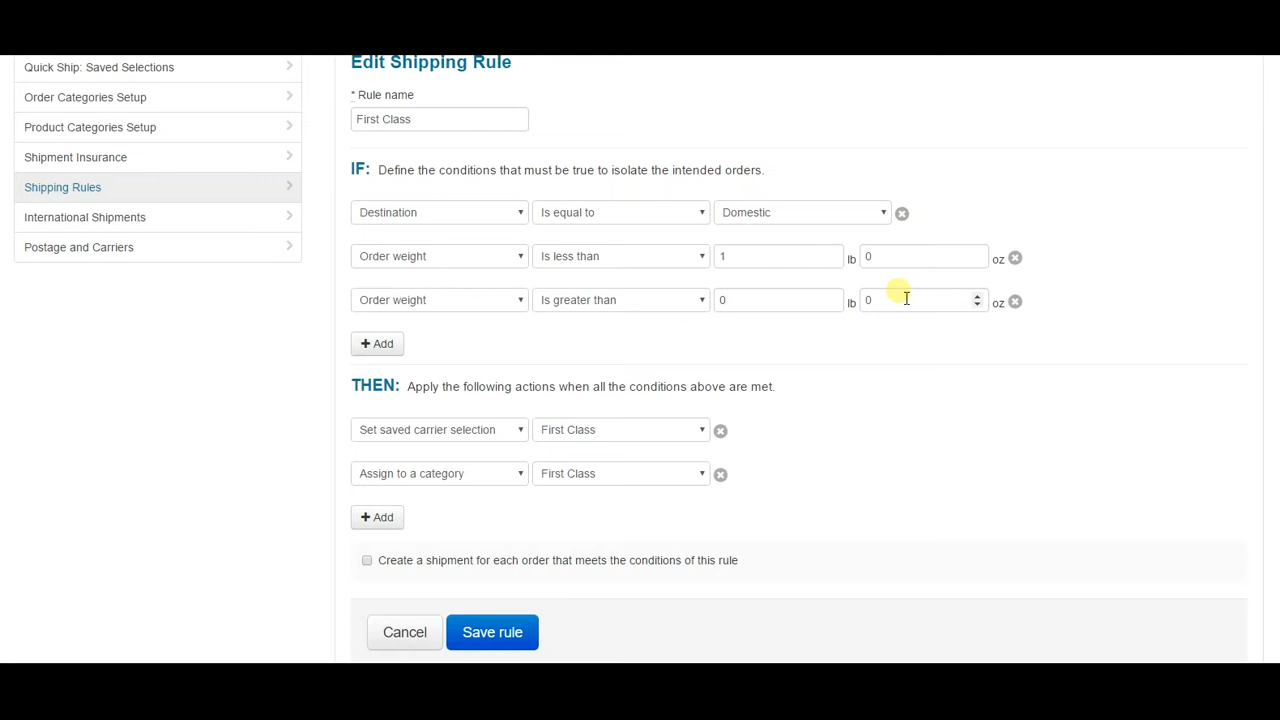 Quick Ship: Saved Selections
Order Categories Setup
Product Categories Setup
Shipment Insurance
Shipping Rules
International Shipments
Postage and Carriers
Edit Shipping Rule
* Rule name
First Class
IF: Define the conditions that must be true to isolate the intended orders.
Destination Is equal to Domestic
Order weight Is less than 1 lb 0 oz
Order weight Is greater than 0 lb 0 oz
+ Add
THEN: Apply the following actions when all the conditions above are met.
Set saved carrier selection First Class
Assign to a category First Class
+ Add
Create a shipment for each order that meets the conditions of this rule
Cancel Save rule